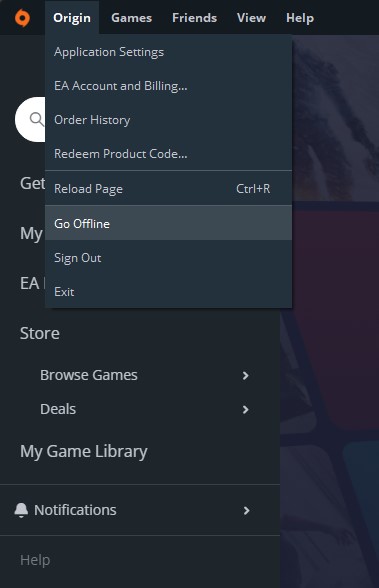 Origin Games Friends View Help
Application Settings
EA Account and Billing...
Order History
Redeem Product Code...
Reload Page Ctrl+R
Go Offline
Sign Out
Exit
Get
My
EA
Store
Browse Games
Deals
My Game Library
Notifications
Help